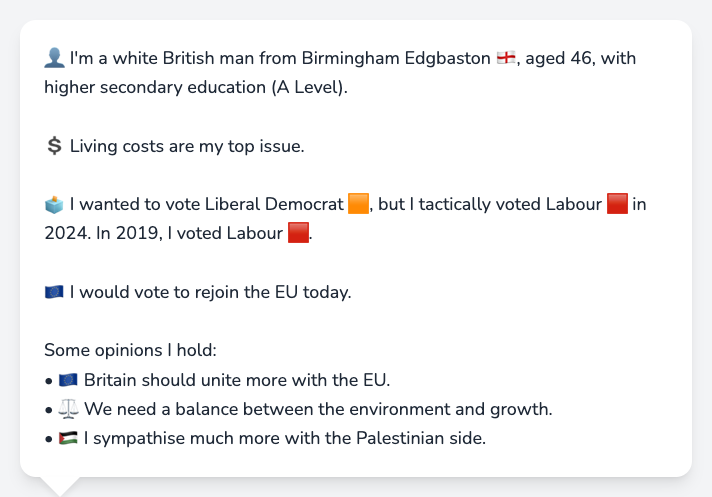 👤 I'm a white British man from Birmingham Edgbaston 🏴󠁧󠁢󠁥󠁮󠁧󠁿, aged 46, with
higher secondary education (A Level).
💲 Living costs are my top issue.
🗳️ I wanted to vote Liberal Democrat 🟧, but I tactically voted Labour 🟥 in
2024. In 2019, I voted Labour 🟥.
🇪🇺 I would vote to rejoin the EU today.
Some opinions I hold:
• 🇪🇺 Britain should unite more with the EU.
• ⚖️ We need a balance between the environment and growth.
• 🇵🇸 I sympathise much more with the Palestinian side.